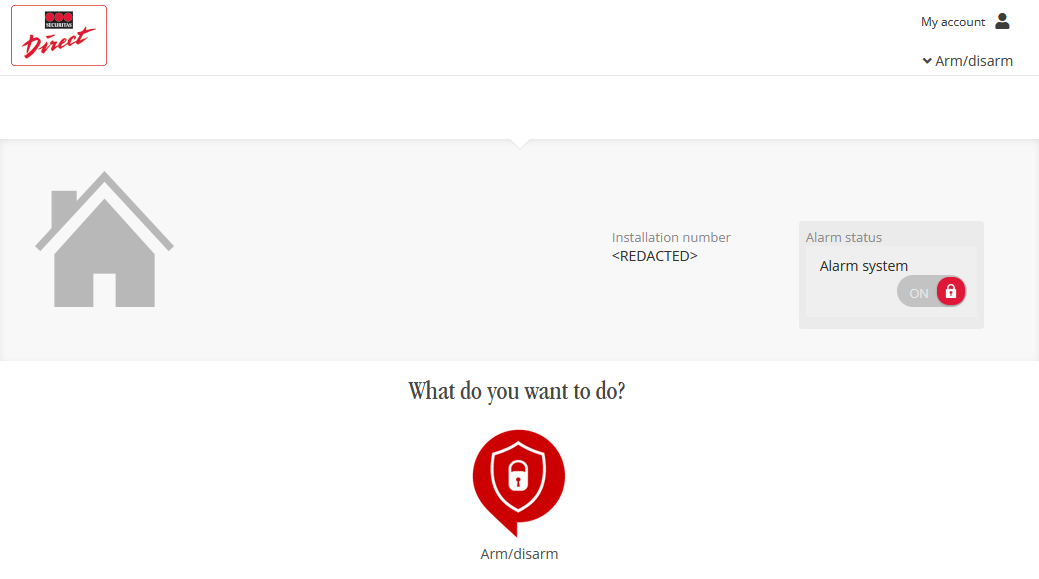 SECURITAS
Direct
My account
Arm/disarm
Installation number
<REDACTED>
Alarm status
Alarm system
ON
What do you want to do?
Arm/disarm